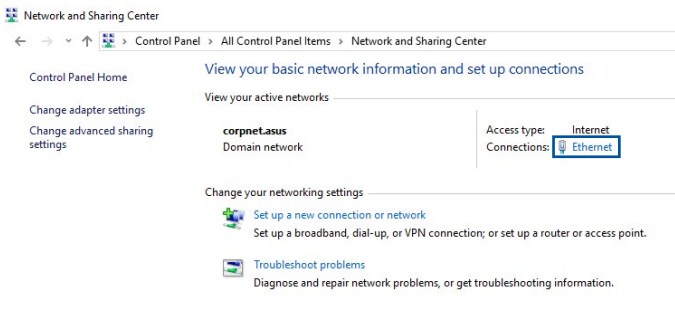 Network and Sharing Center
Control Panel > All Control Panel Items > Network and Sharing Center
Control Panel Home
Change adapter settings
Change advanced sharing
settings
View your basic network information and set up connections
View your active networks
corpnet.asus
Domain network
Access type: Internet
Connections: Ethernet
Change your networking settings
Set up a new connection or network
Set up a broadband, dial-up, or VPN connection; or set up a router or access point.
Troubleshoot problems
Diagnose and repair network problems, or get troubleshooting information.